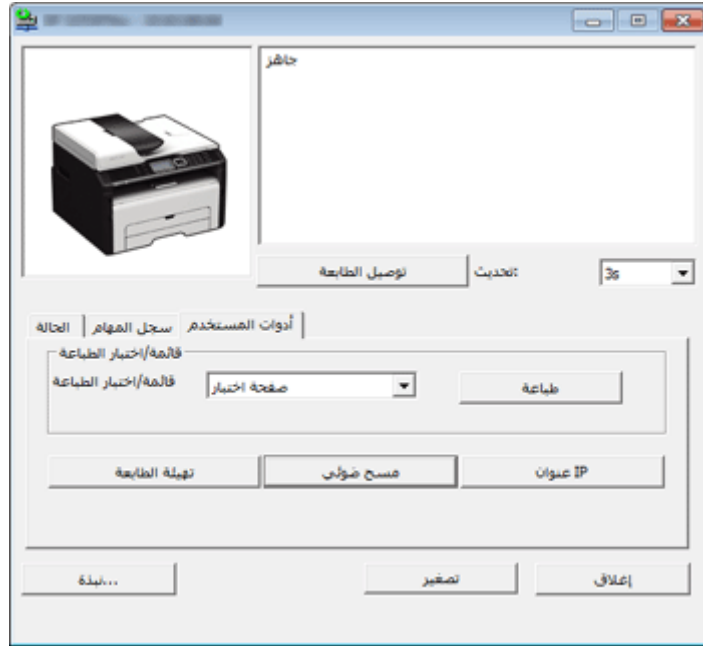 جاهز
توصيل الطابعة
تحديث:
3s
الحالة
سجل المهام
أدوات المستخدم
قائمة/اختبار الطباعة
قائمة/اختبار الطباعة
صفحة اختبار
طباعة
تهيئة الطابعة
مسح ضوئي
عنوان IP
نبذة...
تصغير
إغلاق